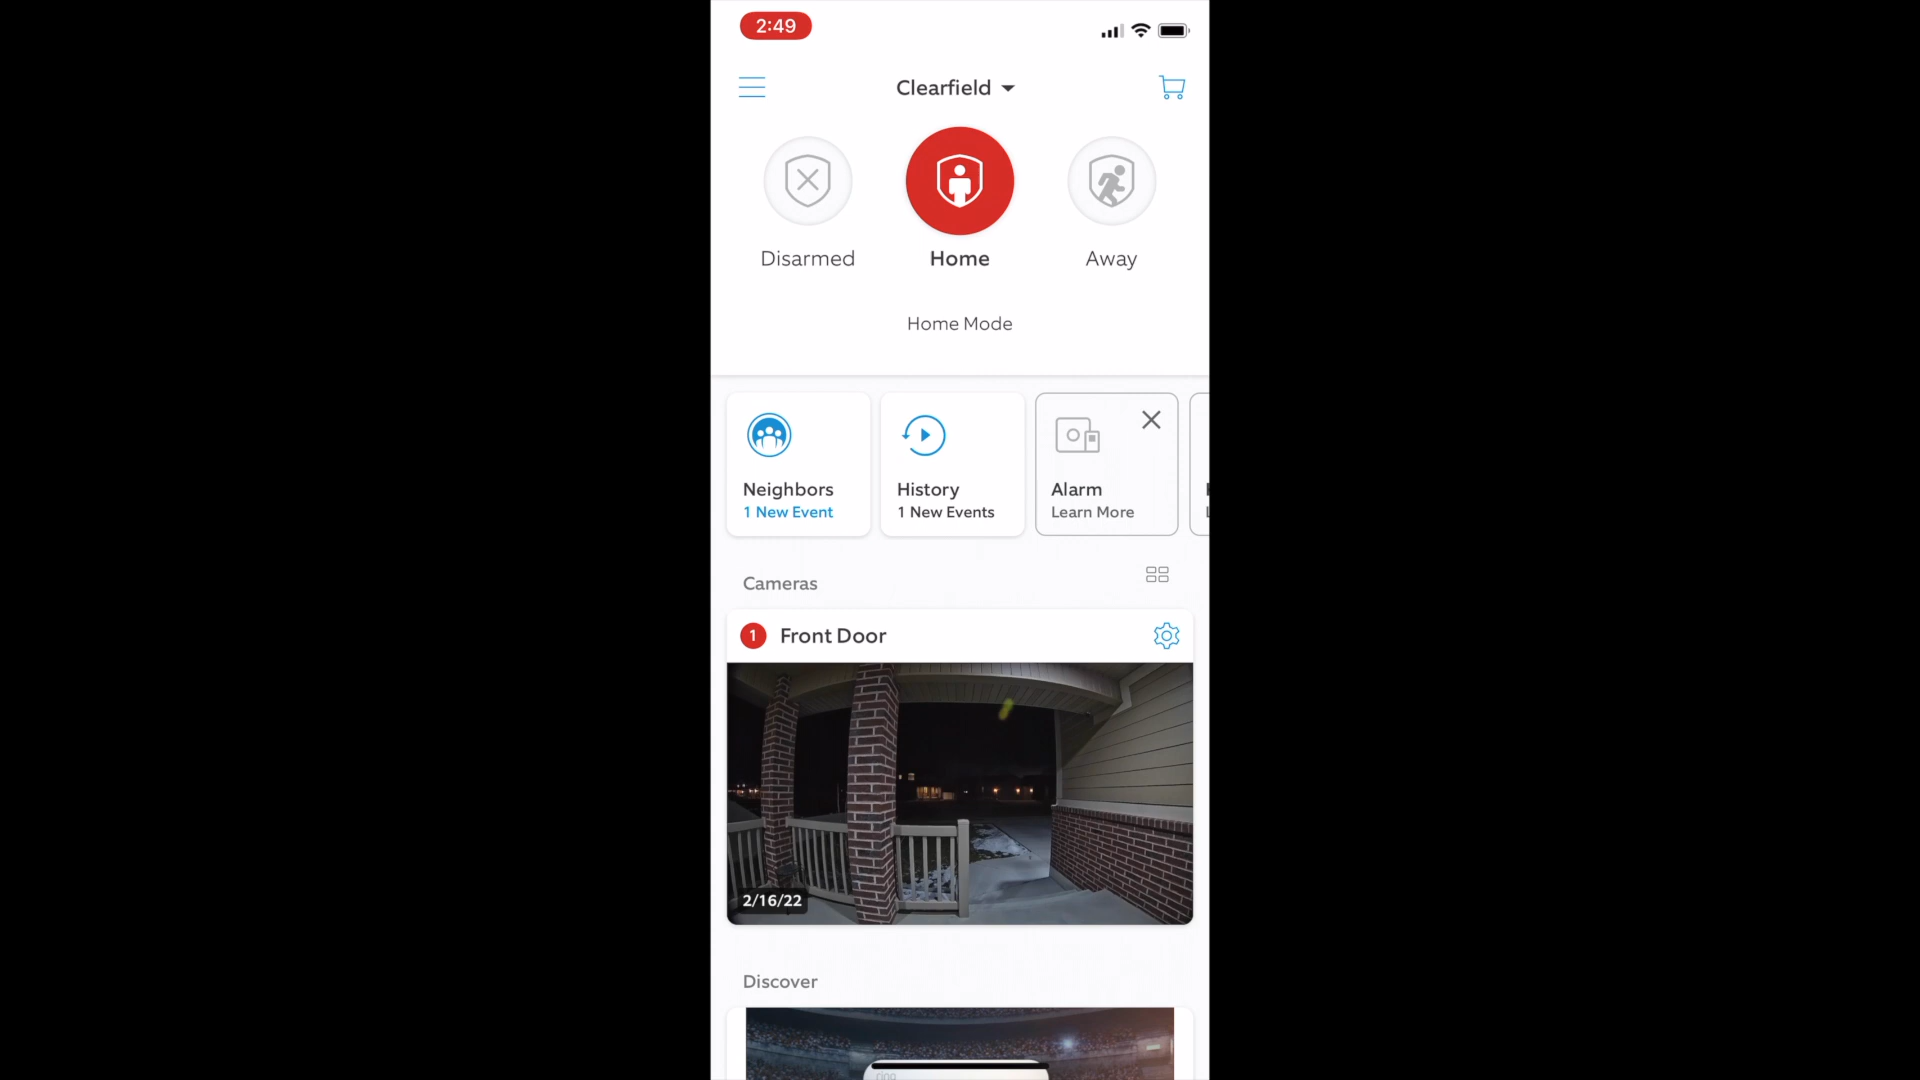 2:49
Clearfield
Disarmed
Home
Away
Home Mode
Neighbors
1 New Event
History
1 New Events
Alarm
Learn More
Cameras
1 Front Door
2/16/22
Discover
ring